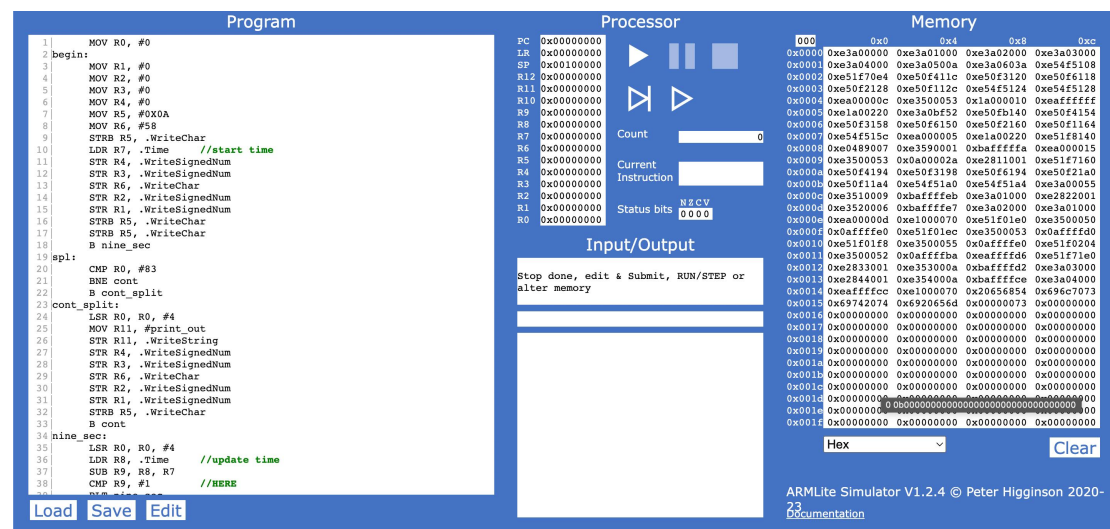 Program
1 MOV R0, #0
2 begin:
3 MOV R1, #0
4 MOV R2, #0
5 MOV R3, #0
6 MOV R4, #0
7 MOV R5, #0X0A
8 MOV R6, #58
9 STRB R5, .WriteChar
10 LDR R7, .Time //start time
11 STR R4, .WriteSignedNum
12 STR R3, .WriteSignedNum
13 STR R6, .WriteChar
14 STR R2, .WriteSignedNum
15 STR R1, .WriteSignedNum
16 STRB R5, .WriteChar
17 STRB R5, .WriteChar
18 B nine_sec
19 spl:
20 CMP R0, #83
21 BNE cont
22 B cont_split
23 cont_split:
24 LSR R0, R0, #4
25 MOV R11, #print_out
26 STR R11, .WriteString
27 STR R4, .WriteSignedNum
28 STR R3, .WriteSignedNum
29 STR R6, .WriteChar
30 STR R2, .WriteSignedNum
31 STR R1, .WriteSignedNum
32 STRB R5, .WriteChar
33 B cont
34 nine_sec:
35 LSR R0, R0, #4
36 LDR R8, .Time //update time
37 SUB R9, R8, R7
38 CMP R9, #1 //HERE
Load Save Edit
Processor
PC 0x00000000
LR 0x00000000
SP 0x00100000
R12 0x00000000
R11 0x00000000
R10 0x00000000
R9 0x00000000
R8 0x00000000
R7 0x00000000
R6 0x00000000
R5 0x00000000
R4 0x00000000
R3 0x00000000
R2 0x00000000
R1 0x00000000
R0 0x00000000
Count 0
Current
Instruction
Status bits N Z C V
0 0 0 0
Input/Output
Stop done, edit & Submit, RUN/STEP or
alter memory
Memory
000 0x0 0x4 0x8 0xc
0x0000 0xe3a00000 0xe3a01000 0xe3a02000 0xe3a03000
0x0001 0xe3a04000 0xe3a0500a 0xe3a0603a 0xe54f5108
0x0002 0xe51f70e4 0xe50f411c 0xe50f3120 0xe50f6118
0x0003 0xe50f2128 0xe50f112c 0xe54f5124 0xe54f5128
0x0004 0xea00000c 0xe3500053 0x1a000010 0xeaffffff
0x0005 0xe1a00220 0xe3a0bf52 0xe50fb140 0xe50f4154
0x0006 0xe50f3158 0xe50f6150 0xe50f2160 0xe50f1164
0x0007 0xe54f515c 0xea000005 0xe1a00220 0xe51f8140
0x0008 0xe0489007 0xe3590001 0xbafffffa 0xea000015
0x0009 0xe3500053 0x0a00002a 0xe2811001 0xe51f7160
0x000a 0xe50f4194 0xe50f3198 0xe50f6194 0xe50f21a0
0x000b 0xe50f11a4 0xe54f51a0 0xe54f51a4 0xe3a00055
0x000c 0xe3510009 0xbaffffeb 0xe3a01000 0xe2822001
0x000d 0xe3520006 0xbaffffe7 0xe3a02000 0xe3a01000
0x000e 0xea00000d 0xe1000070 0xe51f01e0 0xe3500050
0x000f 0x0affffe0 0xe51f01ec 0xe3500053 0x0affffa
0x0010 0xe51f01f8 0xe3500055 0x0affffe0 0xe51f0204
0x0011 0xe3500052 0x0affffba 0xeaffffd6 0xe51f71e0
0x0012 0xe2833001 0xe353000a 0xbaffffd2 0xe3a03000
0x0013 0xe2844001 0xe354000a 0xbaffffce 0xe3a04000
0x0014 0xeaffffcc 0xe1000070 0x20656854 0x696c7073
0x0015 0x69742074 0x6920656d 0x00000073 0x00000000
0x0016 0x00000000 0x00000000 0x00000000 0x00000000
0x0017 0x00000000 0x00000000 0x00000000 0x00000000
0x0018 0x00000000 0x00000000 0x00000000 0x00000000
0x0019 0x00000000 0x00000000 0x00000000 0x00000000
0x001a 0x00000000 0x00000000 0x00000000 0x00000000
0x001b 0x00000000 0x00000000 0x00000000 0x00000000
0x001c 0x00000000 0x00000000 0x00000000 0x00000000
0x001d
0 0b00000000000000000000000000000000
0x001e
0x001f 0x00000000 0x00000000 0x00000000 0x00000000
Hex
Clear
ARMLite Simulator V1.2.4 © Peter Higginson 2020-
23
Documentation